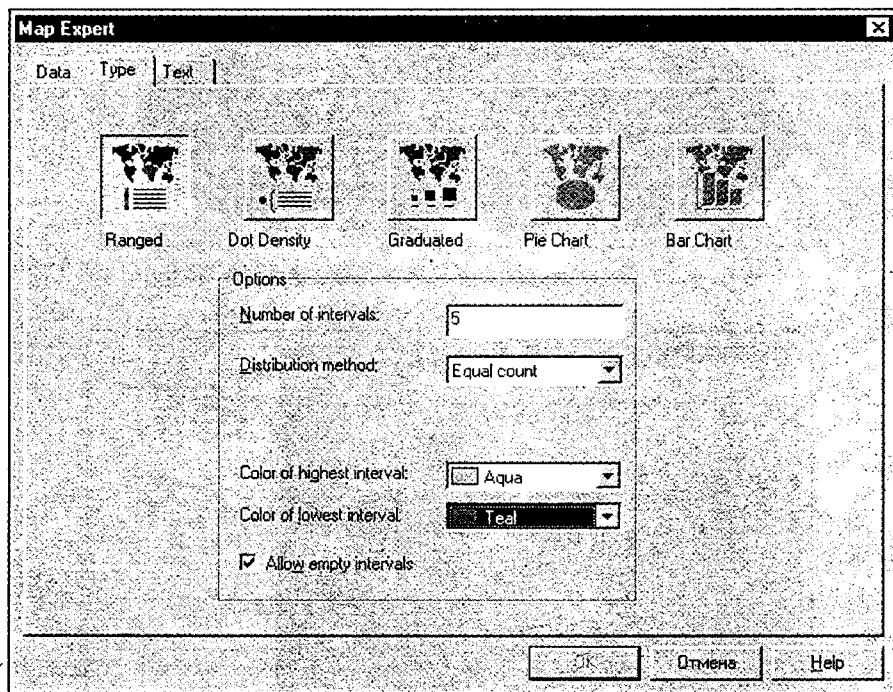 Map Expert
Data Type Text
Ranged Dot Density Graduated Pie Chart Bar Chart
Options
Number of intervals: 5
Distribution method: Equal count
Color of highest interval: Aqua
Color of lowest interval: Teal
Allow empty intervals
OK Отмена Help